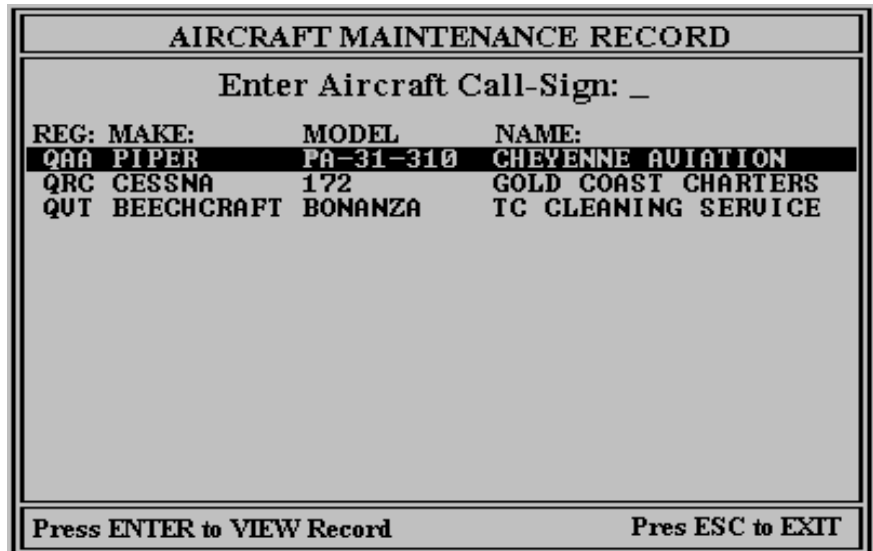 AIRCRAFT MAINTENANCE RECORD
Enter Aircraft Call-Sign: _
REG: MAKE: MODEL NAME:
QAA PIPER PA-31-310 CHEYENNE AVIATION
QRC CESSNA 172 GOLD COAST CHARTERS
QVT BEECHCRAFT BONANZA TC CLEANING SERVICE
Press ENTER to VIEW Record Pres ESC to EXIT